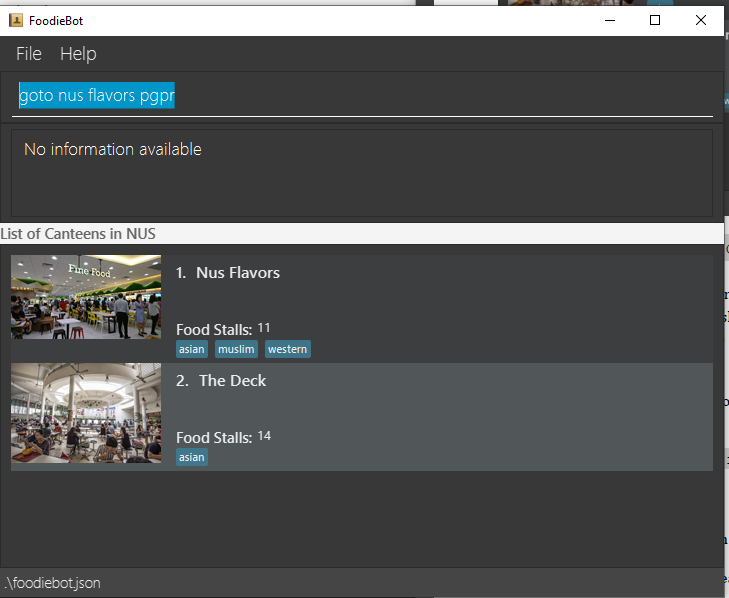 FoodieBot
File Help
goto nus flavors pgpr
No information available
List of Canteens in NUS
Fine Food
1. Nus Flavors
Food Stalls: 11
asian muslim western
2. The Deck
Food Stalls: 14
asian
.\foodiebot.json